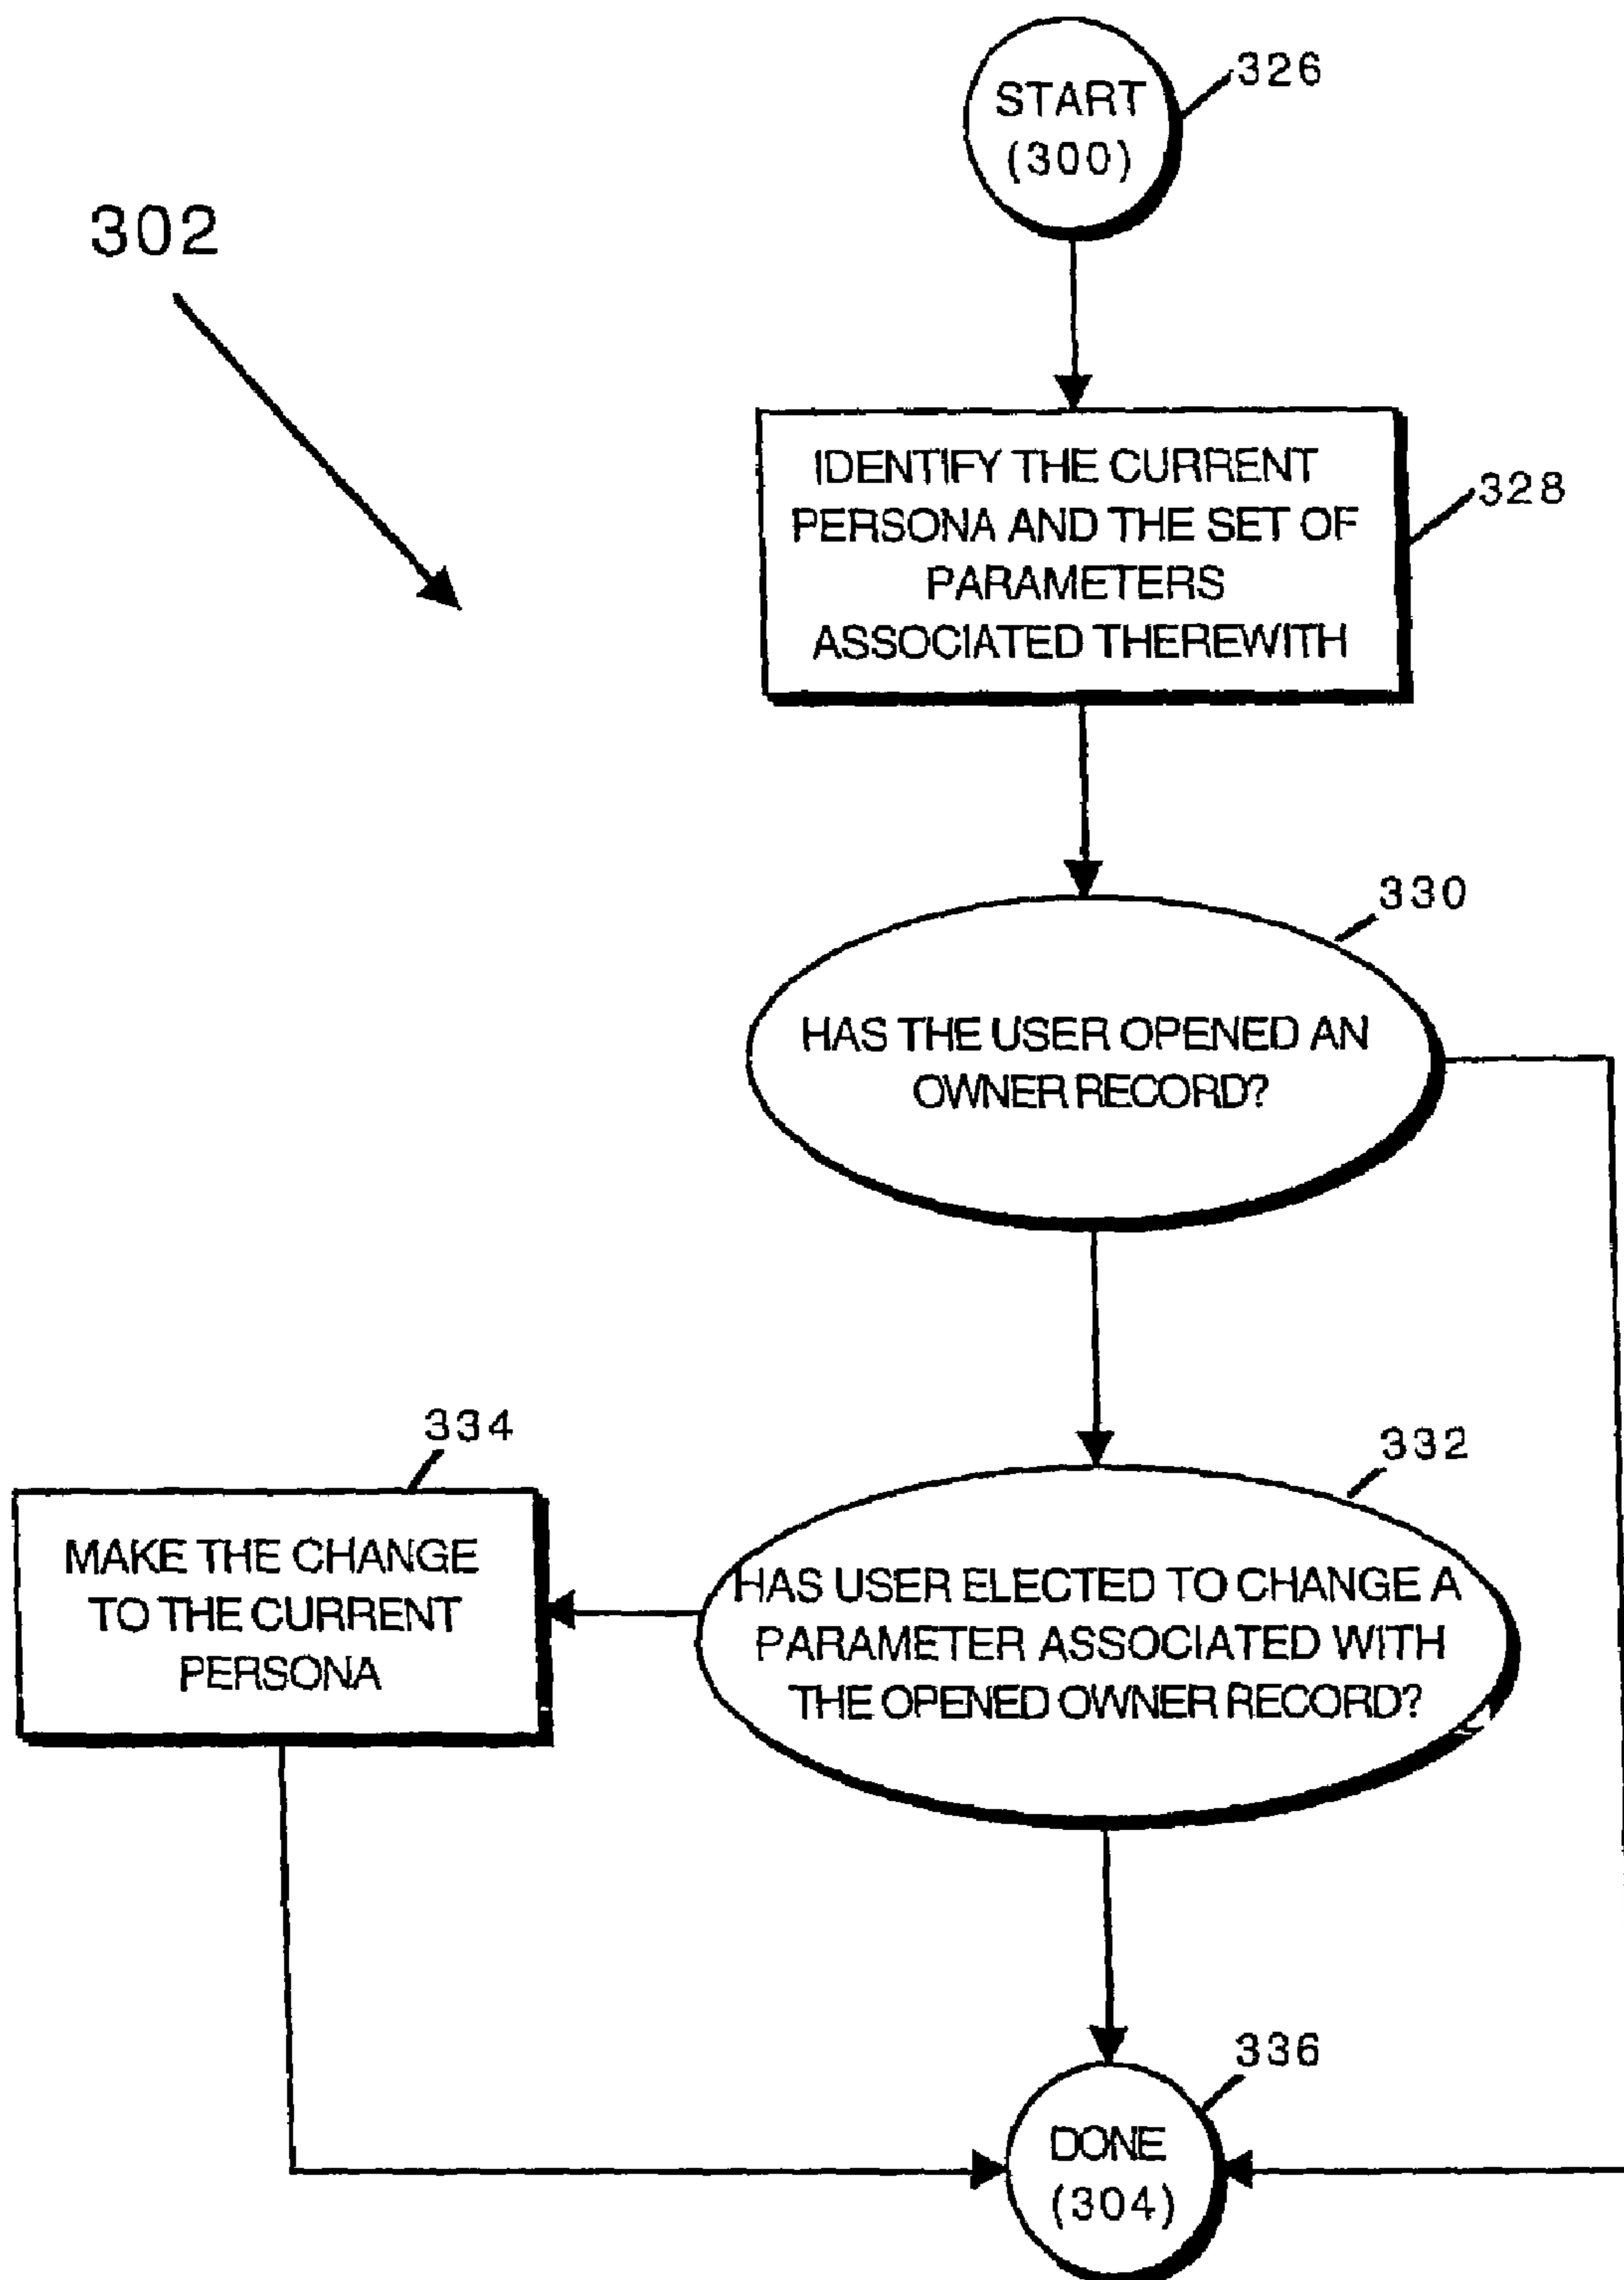 START
(300)
326
302
IDENTIFY THE CURRENT
PERSONA AND THE SET OF
PARAMETERS
ASSOCIATED THEREWITH
328
330
HAS THE USER OPENED AN
OWNER RECORD?
334
332
MAKE THE CHANGE
TO THE CURRENT
PERSONA
HAS USER ELECTED TO CHANGE A
PARAMETER ASSOCIATED WITH
THE OPENED OWNER RECORD?
336
DONE
(304)